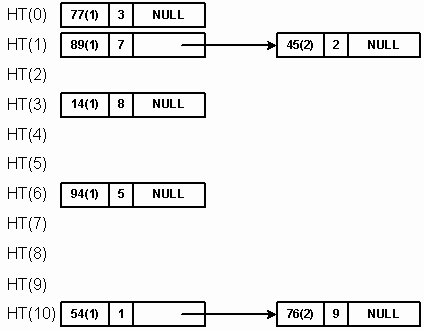 HT(0) 77(1) 3 NULL
HT(1) 89(1) 7 45(2) 2 NULL
HT(2)
HT(3) 14(1) 8 NULL
HT(4)
HT(5)
HT(6) 94(1) 5 NULL
HT(7)
HT(8)
HT(9)
HT(10) 54(1) 1 76(2) 9 NULL